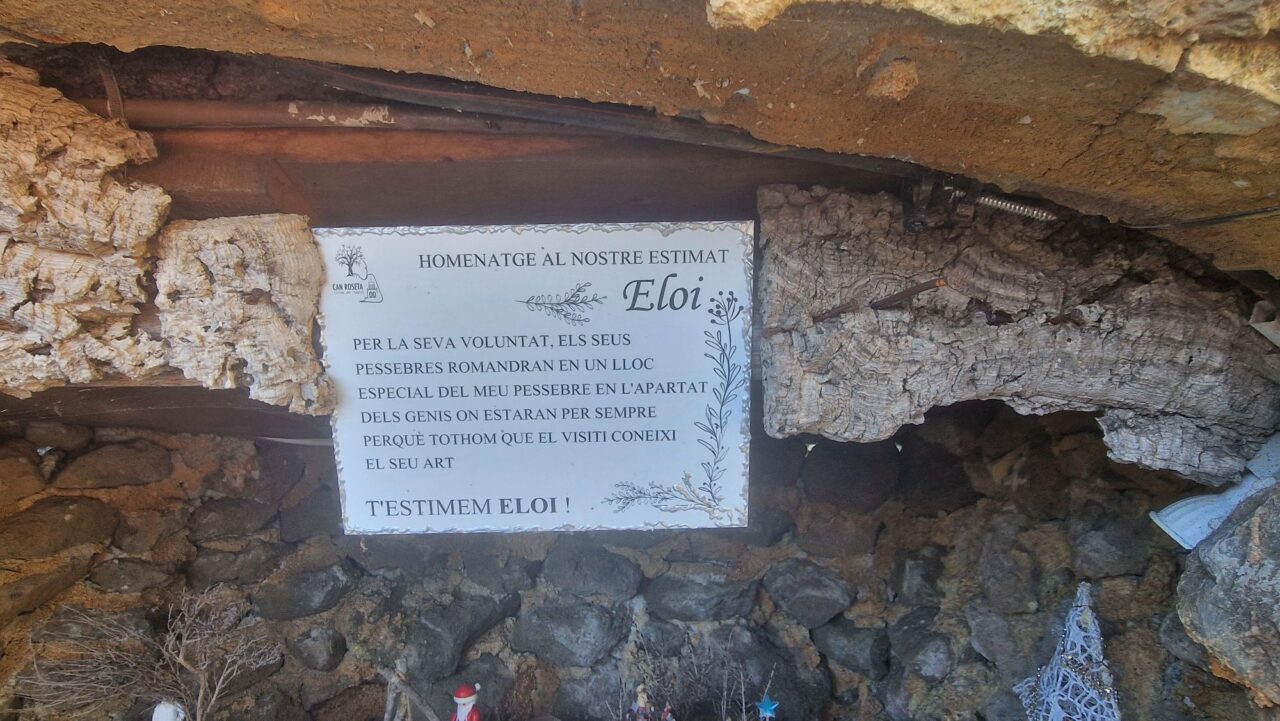 HOMENATGE AL NOSTRE ESTIMAT
CAN ROSETA
Eloi
PER LA SEVA VOLUNTAT, ELS SEUS
PESSEBRES ROMANDRAN EN UN LLOC
ESPECIAL DEL MEU PESSEBRE EN L'APARTAT
DELS GENIS ON ESTARAN PER SEMPRE
PERQUÈ TOTHOM QUE EL VISITI CONEIXI
EL SEU ART
T'ESTIMEM ELOI !